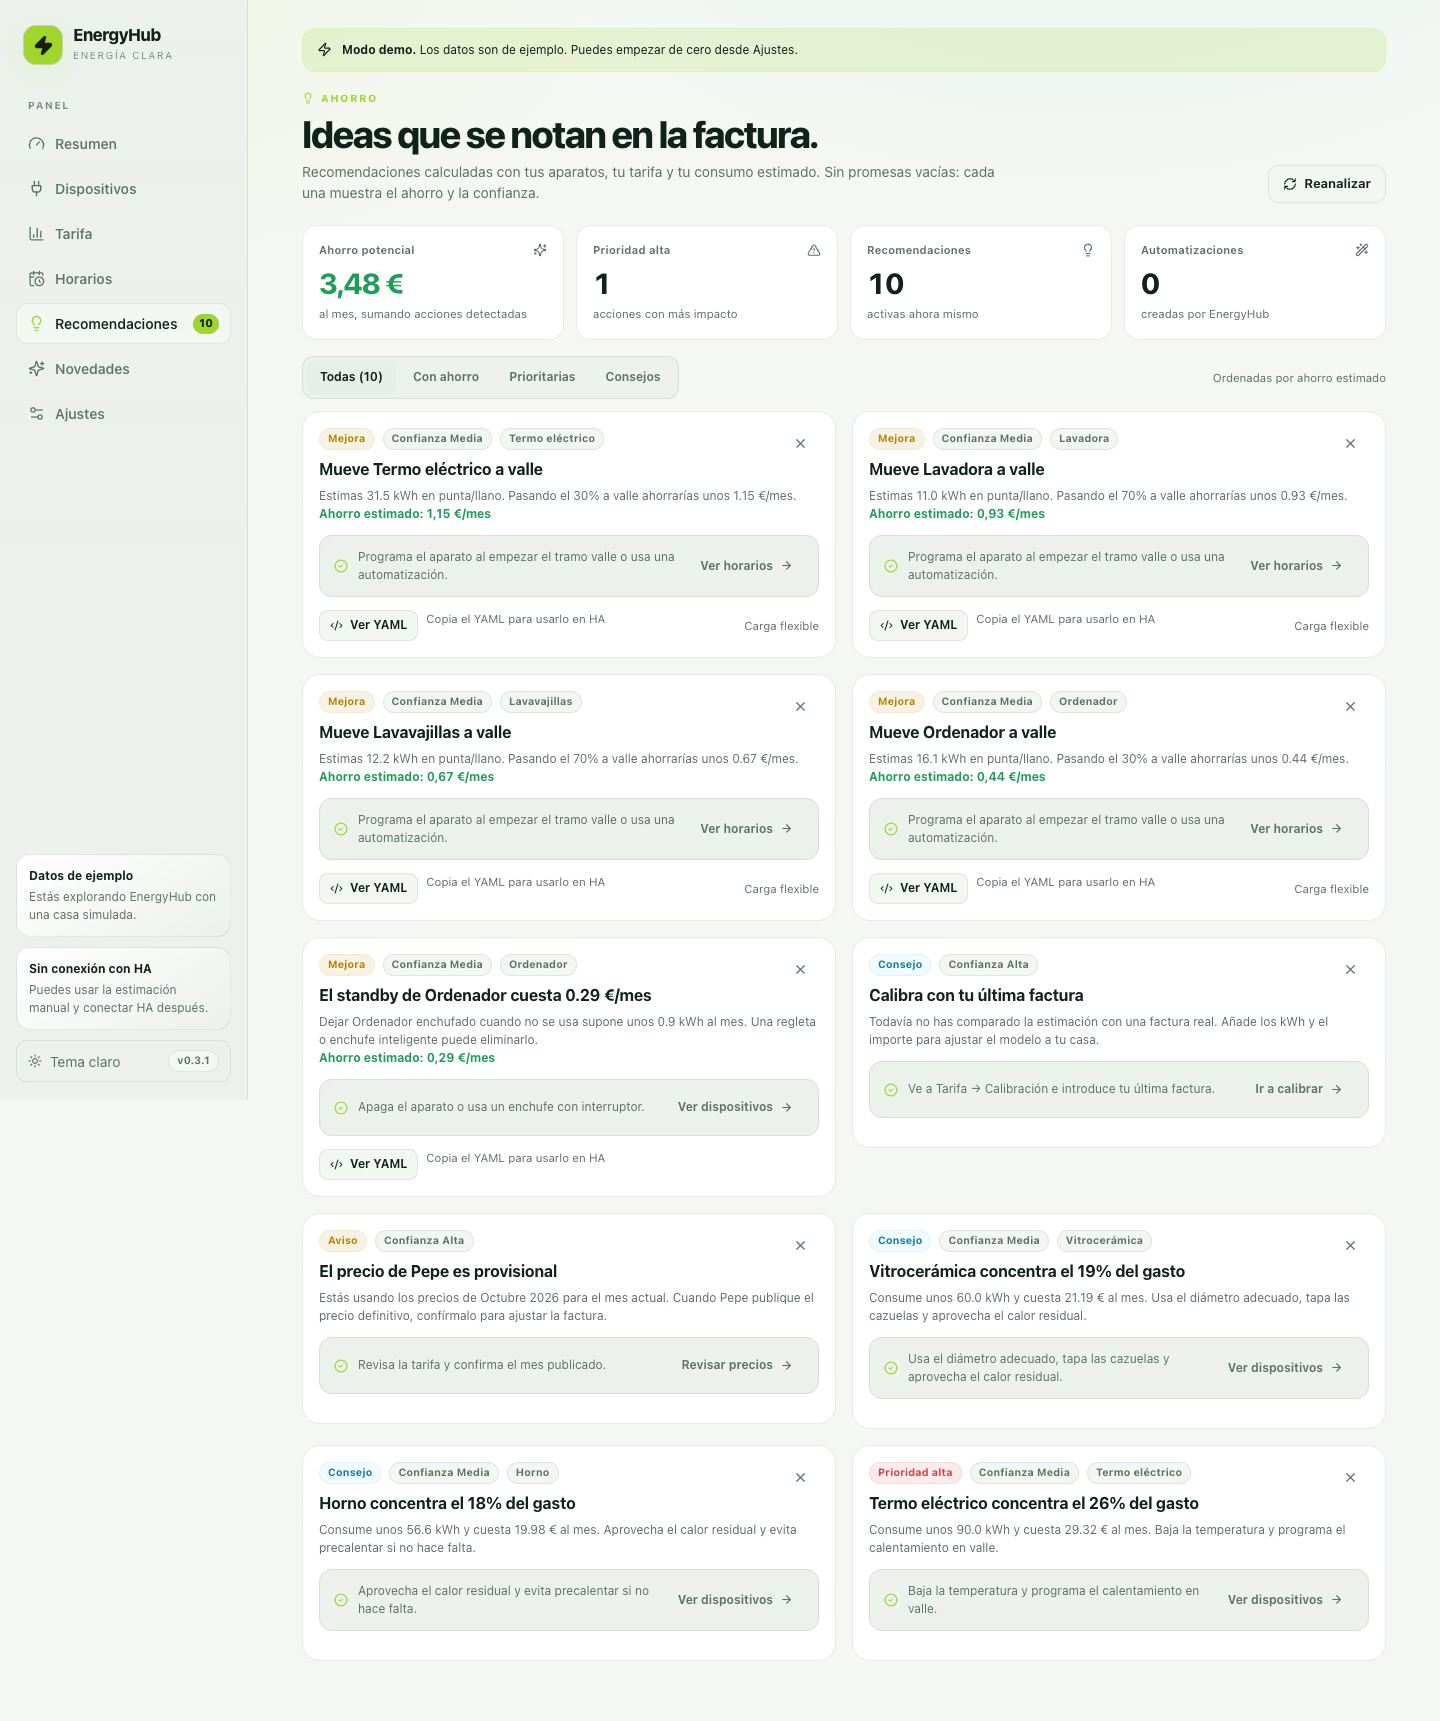 EnergyHub
ENERGÍA CLARA
PANEL
Resumen
Dispositivos
Tarifa
Horarios
Recomendaciones 10
Novedades
Ajustes
Datos de ejemplo
Estás explorando EnergyHub con
una casa simulada.
Sin conexión con HA
Puedes usar la estimación
manual y conectar HA después.
Tema claro v0.3.1
Modo demo. Los datos son de ejemplo. Puedes empezar de cero desde Ajustes.
AHORRO
Ideas que se notan en la factura.
Recomendaciones calculadas con tus aparatos, tu tarifa y tu consumo estimado. Sin promesas vacías: cada
una muestra el ahorro y la confianza.
Reanalizar
Ahorro potencial
3,48 €
al mes, sumando acciones detectadas
Prioridad alta
1
acciones con más impacto
Recomendaciones
10
activas ahora mismo
Automatizaciones
0
creadas por EnergyHub
Todas (10) Con ahorro Prioritarias Consejos
Ordenadas por ahorro estimado
Mejora Confianza Media Termo eléctrico
Mueve Termo eléctrico a valle
Estimas 31.5 kWh en punta/llano. Pasando el 30% a valle ahorrarías unos 1.15 €/mes.
Ahorro estimado: 1,15 €/mes
Programa el aparato al empezar el tramo valle o usa una
automatización.
Ver horarios
Ver YAML Copia el YAML para usarlo en HA
Carga flexible
Mejora Confianza Media Lavadora
Mueve Lavadora a valle
Estimas 11.0 kWh en punta/llano. Pasando el 70% a valle ahorrarías unos 0.93 €/mes.
Ahorro estimado: 0,93 €/mes
Programa el aparato al empezar el tramo valle o usa una
automatización.
Ver horarios
Ver YAML Copia el YAML para usarlo en HA
Carga flexible
Mejora Confianza Media Lavavajillas
Mueve Lavavajillas a valle
Estimas 12.2 kWh en punta/llano. Pasando el 70% a valle ahorrarías unos 0.67 €/mes.
Ahorro estimado: 0,67 €/mes
Programa el aparato al empezar el tramo valle o usa una
automatización.
Ver horarios
Ver YAML Copia el YAML para usarlo en HA
Carga flexible
Mejora Confianza Media Ordenador
Mueve Ordenador a valle
Estimas 16.1 kWh en punta/llano. Pasando el 30% a valle ahorrarías unos 0.44 €/mes.
Ahorro estimado: 0,44 €/mes
Programa el aparato al empezar el tramo valle o usa una
automatización.
Ver horarios
Ver YAML Copia el YAML para usarlo en HA
Carga flexible
Mejora Confianza Media Ordenador
El standby de Ordenador cuesta 0.29 €/mes
Dejar Ordenador enchufado cuando no se usa supone unos 0.9 kWh al mes. Una regleta
o enchufe inteligente puede eliminarlo.
Ahorro estimado: 0,29 €/mes
Apaga el aparato o usa un enchufe con interruptor.
Ver dispositivos
Ver YAML Copia el YAML para usarlo en HA
Consejo Confianza Alta
Calibra con tu última factura
Todavía no has comparado la estimación con una factura real. Añade los kWh y el
importe para ajustar el modelo a tu casa.
Ve a Tarifa → Calibración e introduce tu última factura.
Ir a calibrar
Aviso Confianza Alta
El precio de Pepe es provisional
Estás usando los precios de Octubre 2026 para el mes actual. Cuando Pepe publique el
precio definitivo, confírmalo para ajustar la factura.
Revisa la tarifa y confirma el mes publicado.
Revisar precios
Consejo Confianza Media Vitrocerámica
Vitrocerámica concentra el 19% del gasto
Consume unos 60.0 kWh y cuesta 21.19 € al mes. Usa el diámetro adecuado, tapa las
cazuelas y aprovecha el calor residual.
Usa el diámetro adecuado, tapa las cazuelas y
aprovecha el calor residual.
Ver dispositivos
Consejo Confianza Media Horno
Horno concentra el 18% del gasto
Consume unos 56.6 kWh y cuesta 19.98 € al mes. Aprovecha el calor residual y evita
precalentar si no hace falta.
Aprovecha el calor residual y evita precalentar si no
hace falta.
Ver dispositivos
Prioridad alta Confianza Media Termo eléctrico
Termo eléctrico concentra el 26% del gasto
Consume unos 90.0 kWh y cuesta 29.32 € al mes. Baja la temperatura y programa el
calentamiento en valle.
Baja la temperatura y programa el calentamiento en
valle.
Ver dispositivos